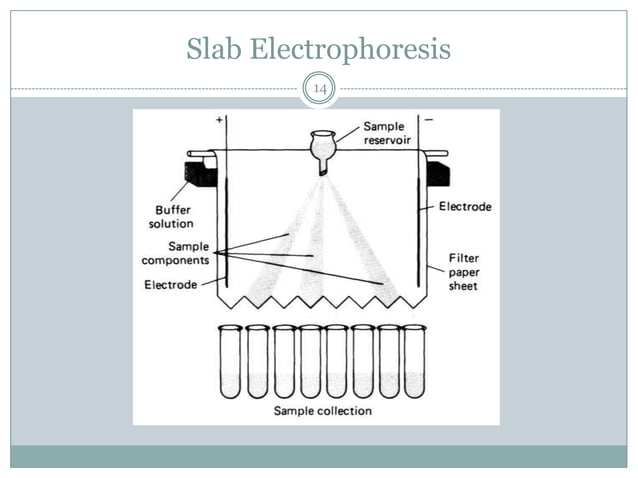 Slab Electrophoresis
14
+
−
Sample
reservoir
Buffer
solution
Electrode
Sample
components
Filter
paper
sheet
Electrode
Sample collection